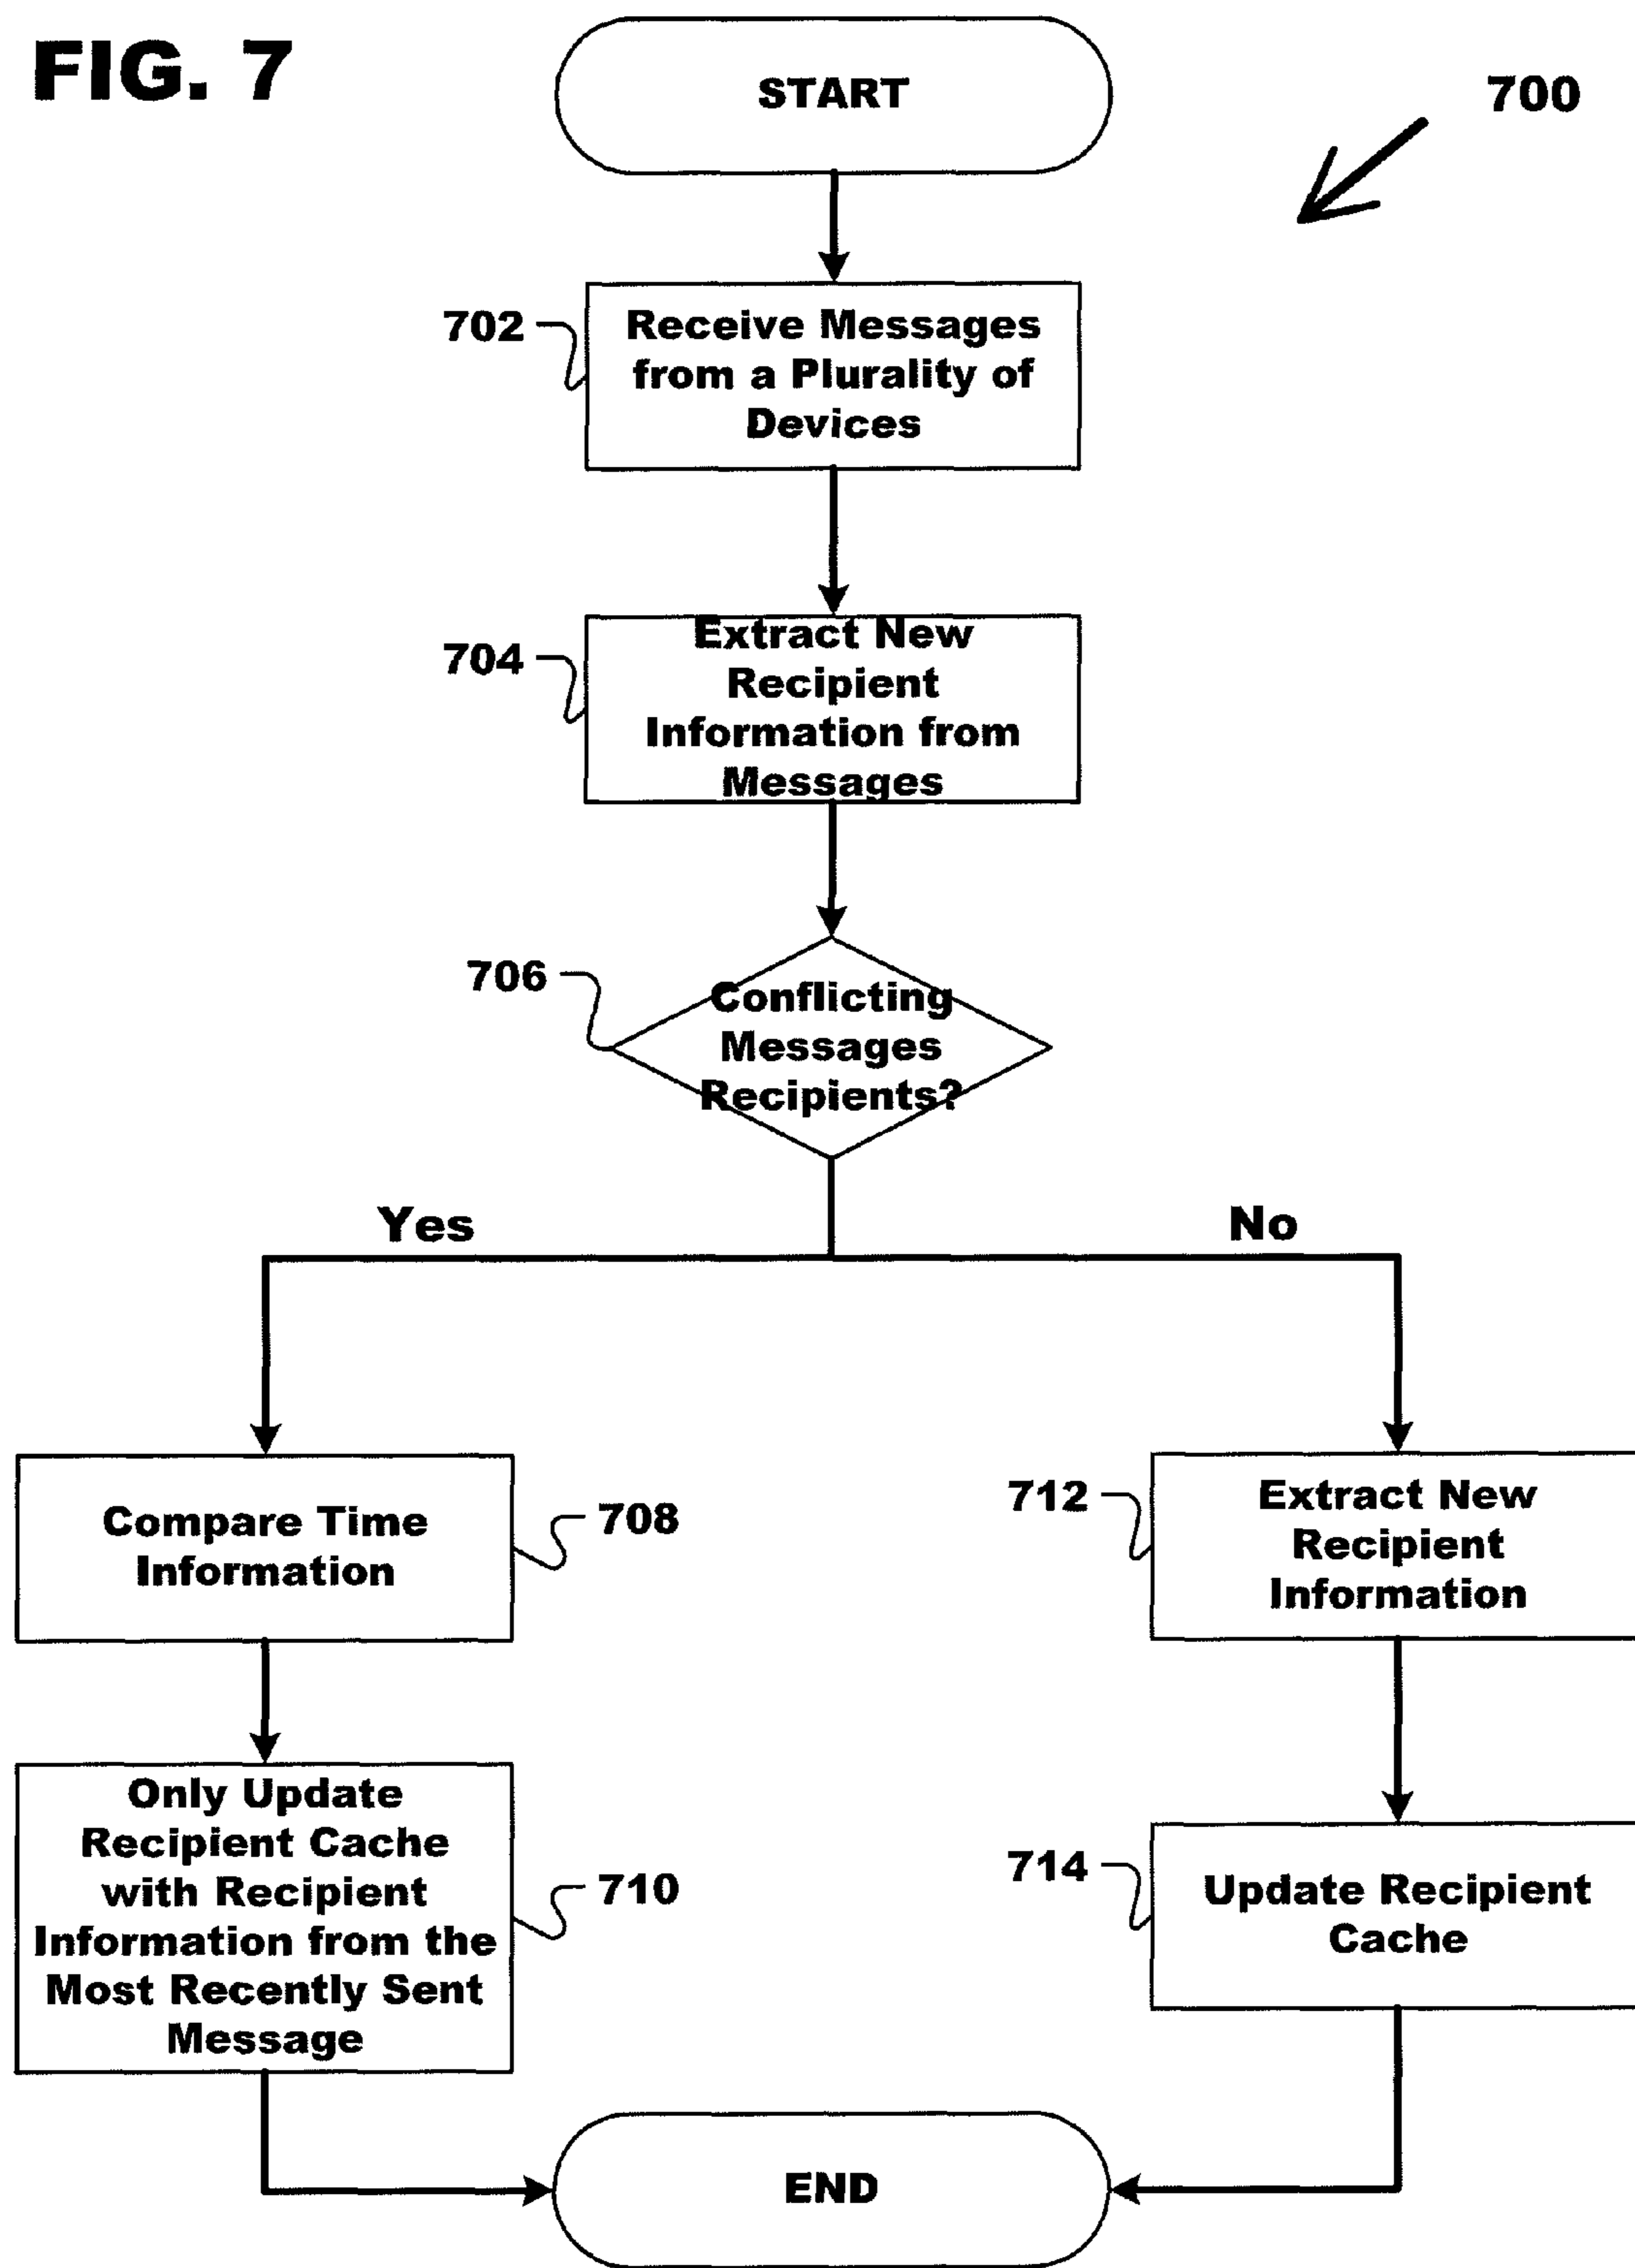 FIG. 7
START
700
702
Receive Messages
from a Plurality of
Devices
704
Extract New
Recipient
Information from
Messages
706
Conflicting
Messages
Recipients?
Yes
No
Compare Time
Information
708
712
Extract New
Recipient
Information
Only Update
Recipient Cache
with Recipient
Information from the
Most Recently Sent
Message
710
714
Update Recipient
Cache
END